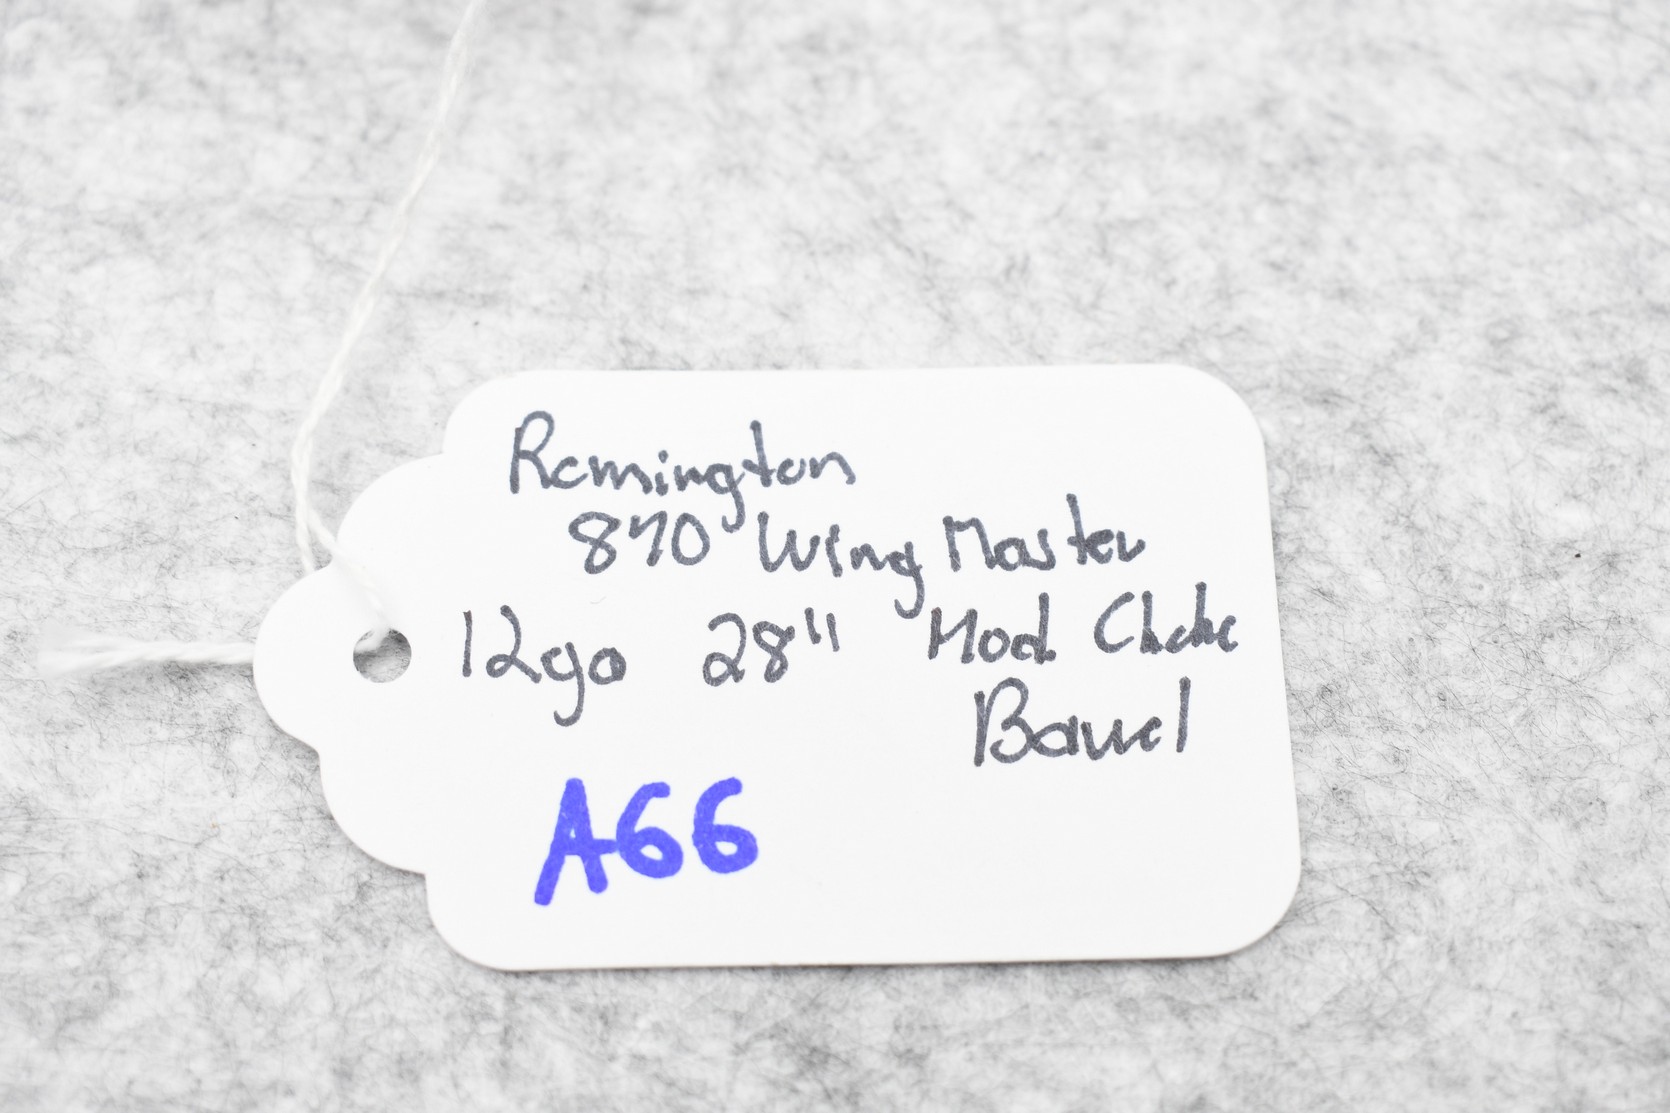 Remington
870 Wing Master
12ga 28" Mod Choke
Barrel
A66